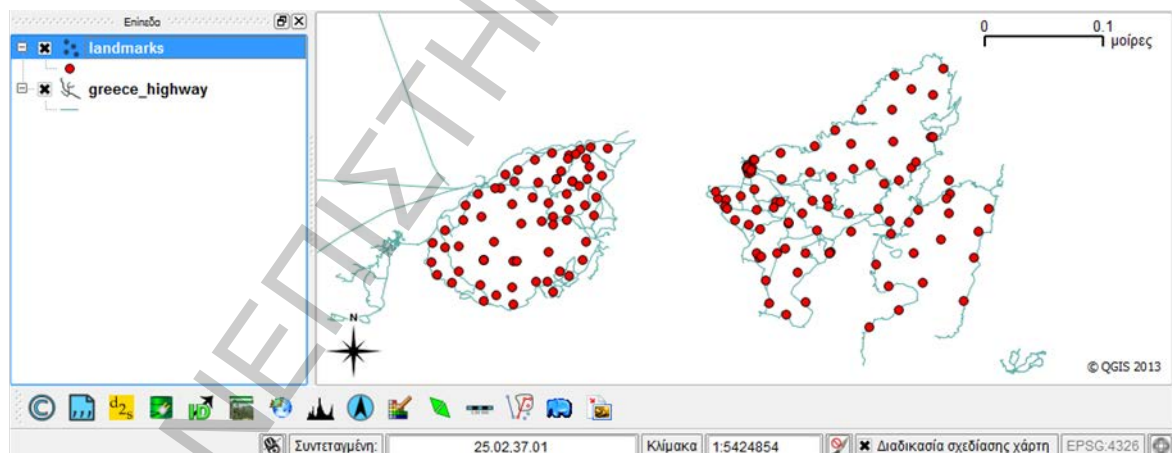 Επίπεδα
landmarks
greece_highway
0 0.1
μοίρες
N
© QGIS 2013
Συντεταγμένη: 25.02,37.01 Κλίμακα 1:5424854 Διαδικασία σχεδίασης χάρτη EPSG:4326